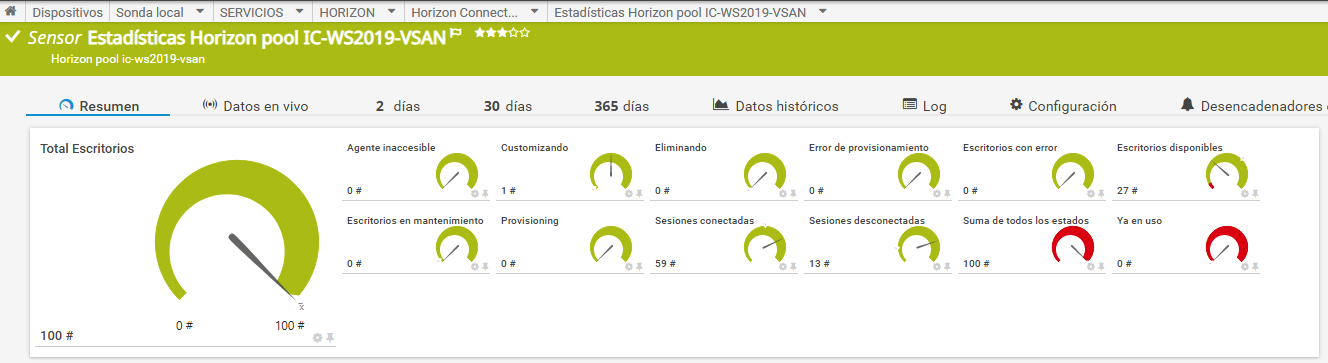 Dispositivos Sonda local SERVICIOS HORIZON Horizon Connect... Estadísticas Horizon pool IC-WS2019-VSAN
Sensor Estadísticas Horizon pool IC-WS2019-VSAN
Horizon pool ic-ws2019-vsan
Resumen Datos en vivo 2 días 30 días 365 días Datos históricos Log Configuración Desencadenadores
Total Escritorios
0 #
100 #
100 #
Agente inaccesible
0 #
Customizando
1 #
Eliminando
0 #
Error de provisionamiento
0 #
Escritorios con error
0 #
Escritorios disponibles
27 #
Escritorios en mantenimiento
0 #
Provisioning
0 #
Sesiones conectadas
59 #
Sesiones desconectadas
13 #
Suma de todos los estados
100 #
Ya en uso
0 #